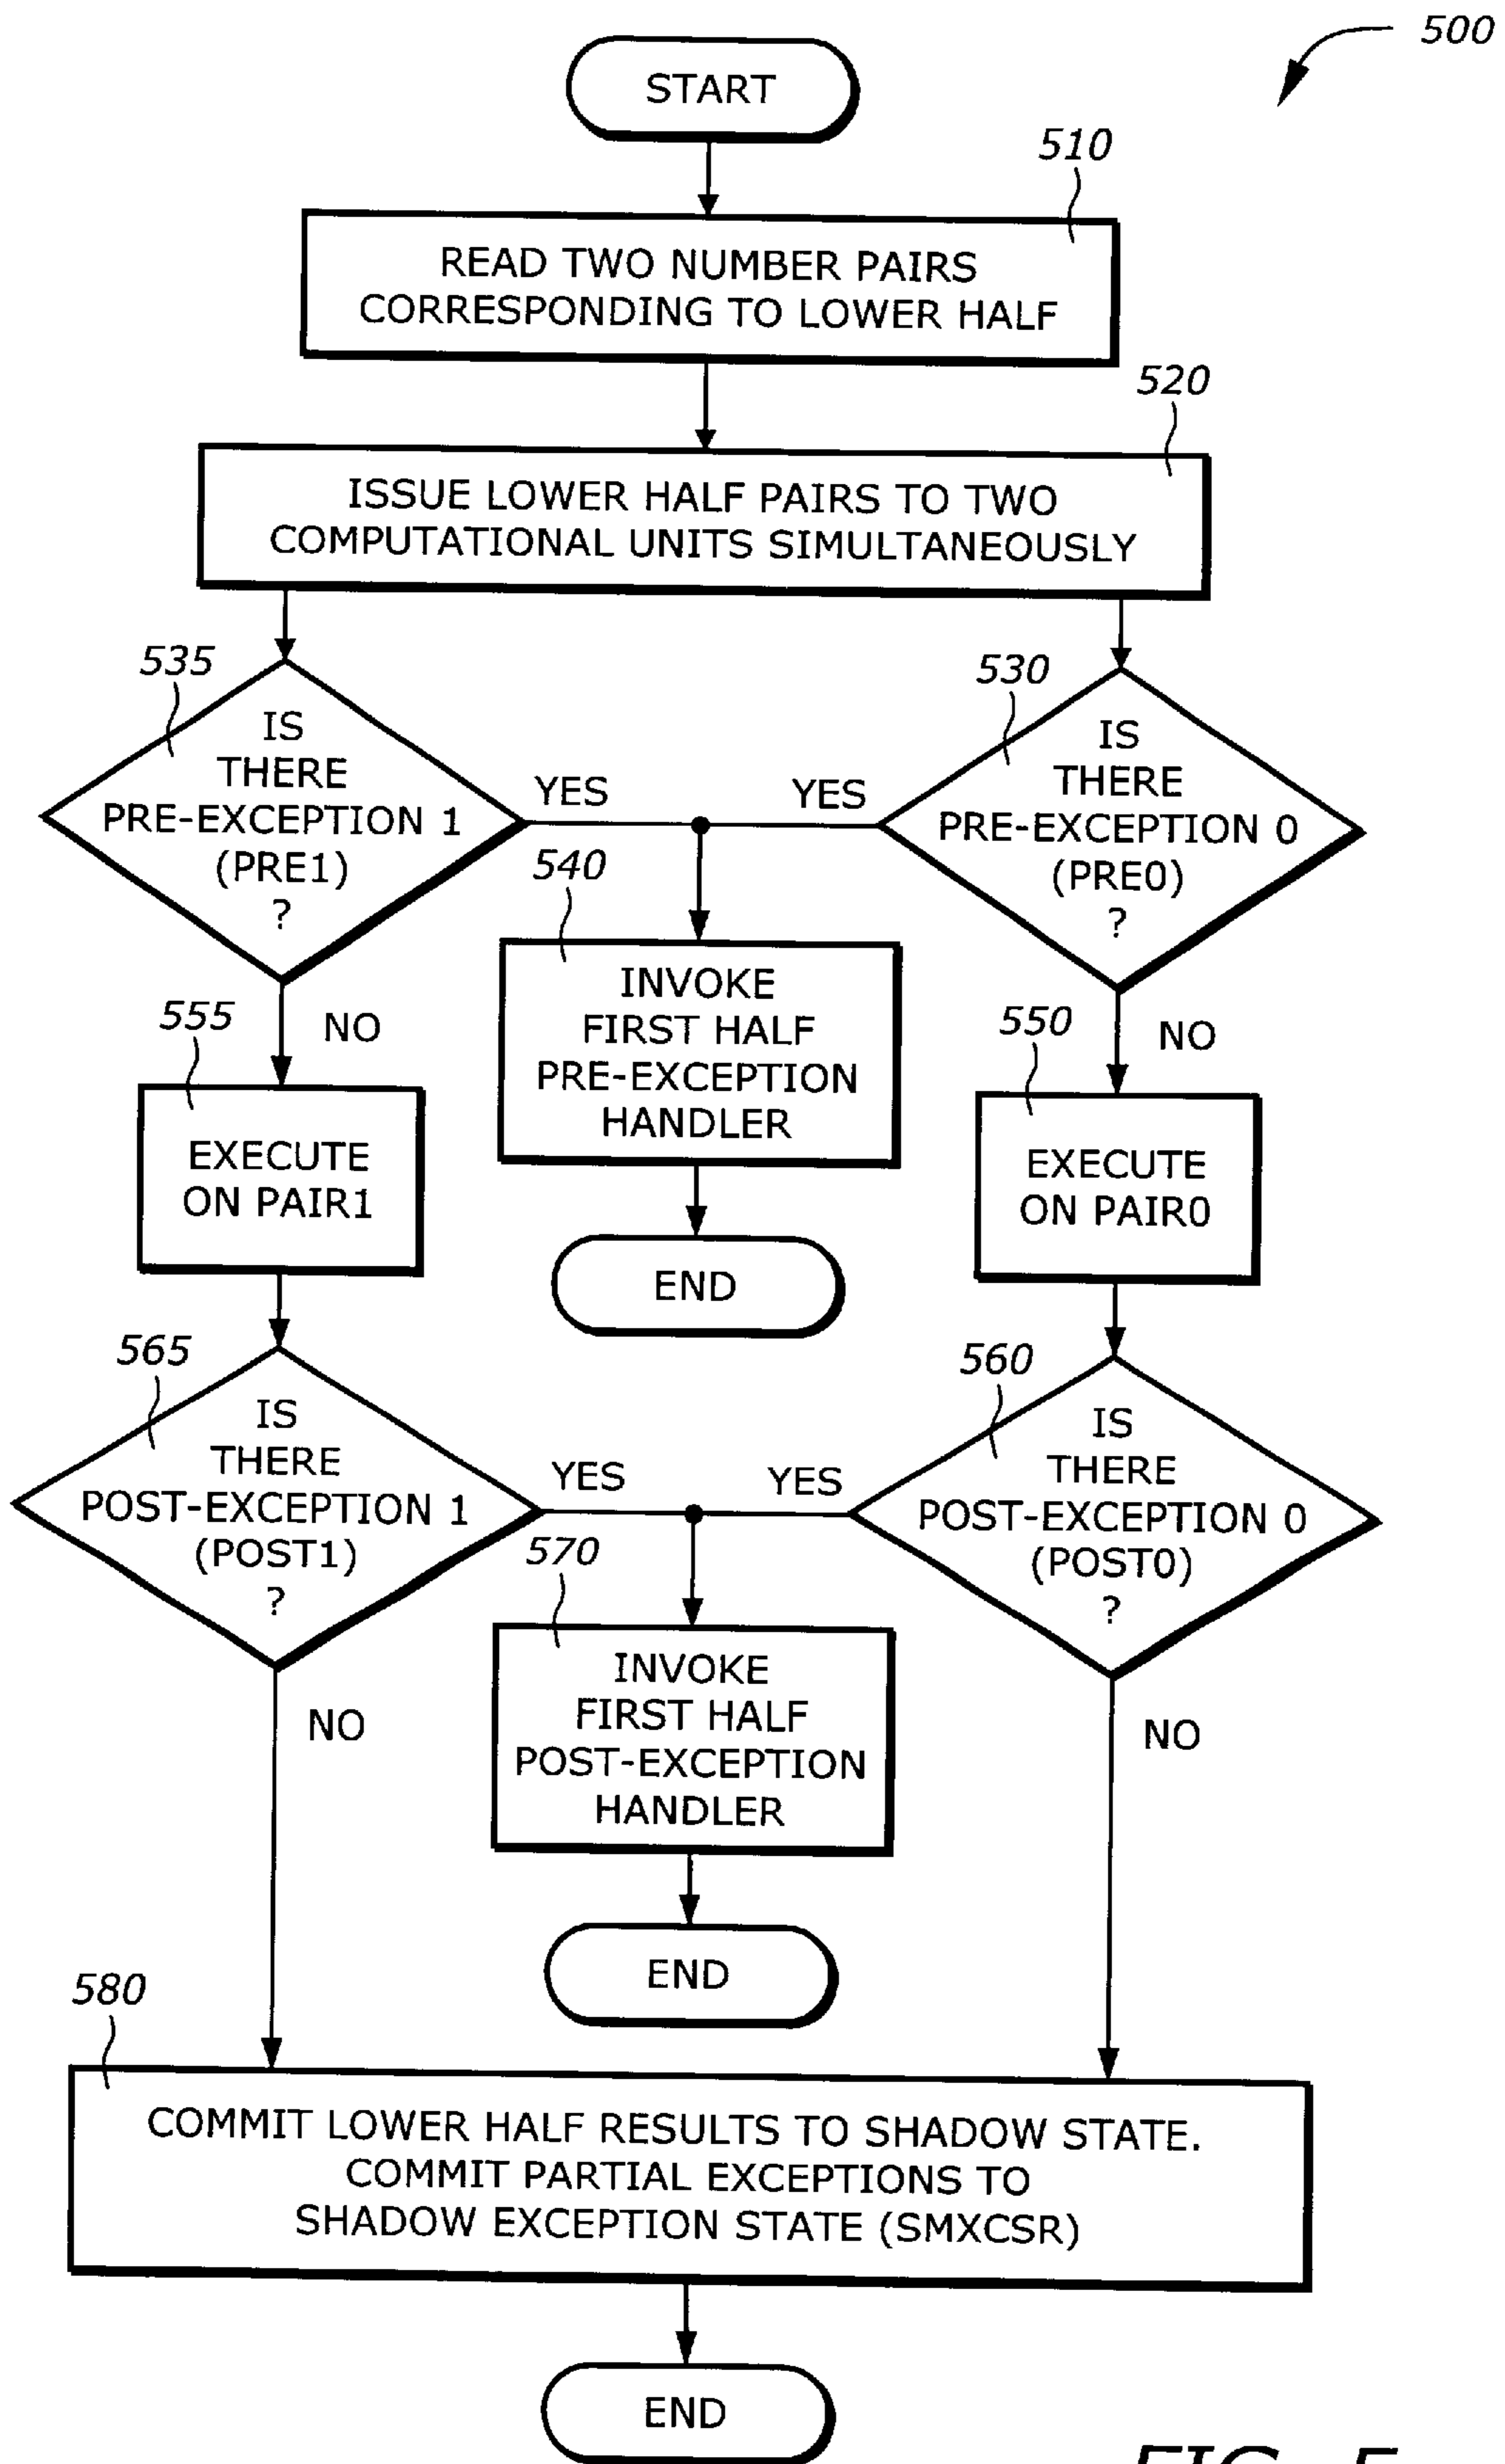 500
START
510
READ TWO NUMBER PAIRS
CORRESPONDING TO LOWER HALF
520
ISSUE LOWER HALF PAIRS TO TWO
COMPUTATIONAL UNITS SIMULTANEOUSLY
535
IS
THERE
PRE-EXCEPTION 1
(PRE1)
?
YES
YES
530
IS
THERE
PRE-EXCEPTION 0
(PRE0)
?
540
INVOKE
FIRST HALF
PRE-EXCEPTION
HANDLER
END
NO
555
EXECUTE
ON PAIR1
NO
550
EXECUTE
ON PAIR0
565
IS
THERE
POST-EXCEPTION 1
(POST1)
?
YES
YES
560
IS
THERE
POST-EXCEPTION 0
(POST0)
?
570
INVOKE
FIRST HALF
POST-EXCEPTION
HANDLER
END
NO
NO
580
COMMIT LOWER HALF RESULTS TO SHADOW STATE.
COMMIT PARTIAL EXCEPTIONS TO
SHADOW EXCEPTION STATE (SMXCSR)
END